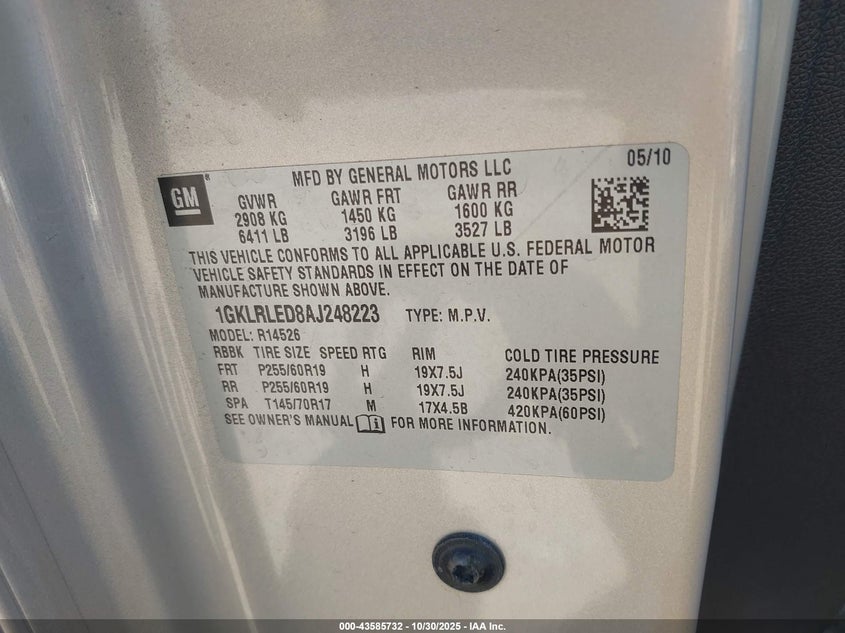 MFD BY GENERAL MOTORS LLC 05/10
GM ®
GVWR GAWR FRT GAWR RR
2908 KG 1450 KG 1600 KG
6411 LB 3196 LB 3527 LB
THIS VEHICLE CONFORMS TO ALL APPLICABLE U.S. FEDERAL MOTOR
VEHICLE SAFETY STANDARDS IN EFFECT ON THE DATE OF
MANUFACTURE SHOWN ABOVE.
1GKLRLED8AJ248223 TYPE: M.P.V.
MODEL: R14526
RBBK TIRE SIZE SPEED RTG RIM COLD TIRE PRESSURE
FRT P255/60R19 H 19X7.5J 240KPA(35PSI)
RR P255/60R19 H 19X7.5J 240KPA(35PSI)
SPA T145/70R17 M 17X4.5B 420KPA(60PSI)
SEE OWNER'S MANUAL i FOR MORE INFORMATION.
000-43585732 - 10/30/2025 - IAA Inc.